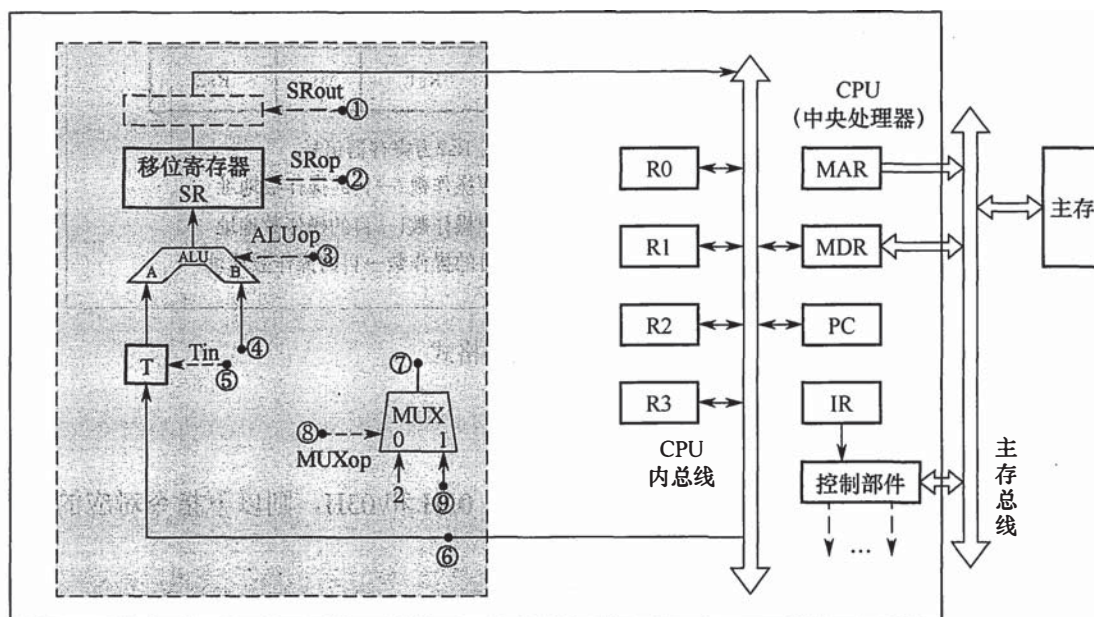 SRout
①
移位寄存器
SR
SRop
②
ALUop
③
A
ALU
B
④
T
Tin
⑤
⑥
⑦
MUX
0
1
⑧
MUXop
2
⑨
R0
R1
R2
R3
CPU
内总线
CPU
(中央处理器)
MAR
MDR
PC
IR
控制部件
…
主存
总线
主存
格式